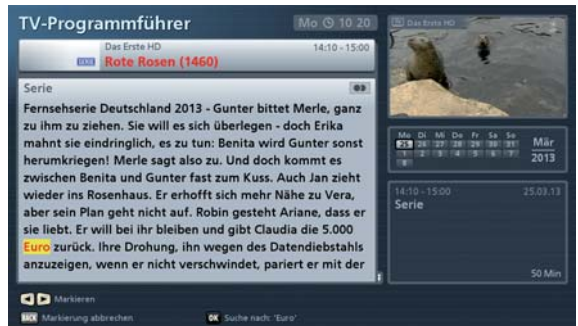 TV-Programmführer
Mo 10 20
Das Erste HD
14:10 - 15:00
SERIE
Rote Rosen (1460)
Serie
Fernsehserie Deutschland 2013 - Gunter bittet Merle, ganz
zu ihm zu ziehen. Sie will es sich überlegen - doch Erika
mahnt sie eindringlich, es zu tun: Benita wird Gunter sonst
herumkriegen! Merle sagt also zu. Und doch kommt es
zwischen Benita und Gunter fast zum Kuss. Auch Jan zieht
wieder ins Rosenhaus. Er erhofft sich mehr Nähe zu Vera,
aber sein Plan geht nicht auf. Robin gesteht Ariane, dass er
sie liebt. Er will bei ihr bleiben und gibt Claudia die 5.000
Euro zurück. Ihre Drohung, ihn wegen des Datendiebstahls
anzuzeigen, wenn er nicht verschwindet, pariert er mit der
Markieren
BACK Markierung abbrechen
OK Suche nach: 'Euro'
Das Erste HD
Mo Di Mi Do Fr Sa So
25 26 27 28 29 30 31
1 2 3 4 5 6 7
8
Mär
2013
14:10 - 15:00
25.03.13
Serie
50 Min